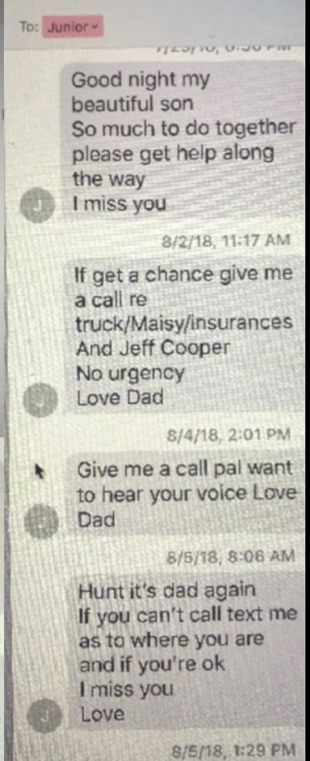 To: Junior
Good night my
beautiful son
So much to do together
please get help along
the way
I miss you
8/2/18, 11:17 AM
If get a chance give me
a call re
truck/Maisy/insurances
And Jeff Cooper
No urgency
Love Dad
8/4/18, 2:01 PM
Give me a call pal want
to hear your voice Love
Dad
8/5/18, 8:06 AM
Hunt it's dad again
If you can't call text me
as to where you are
and if you're ok
I miss you
Love
8/5/18, 1:29 PM